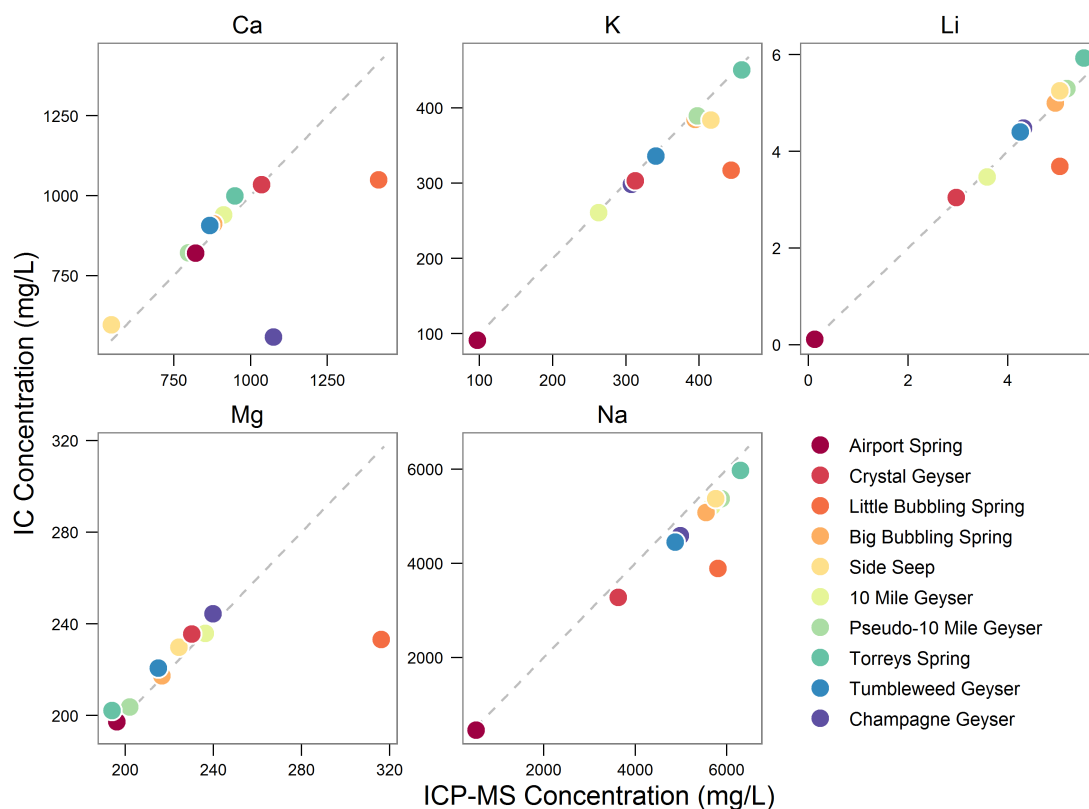 Ca
K
Li
1250
1000
750
750
1000
1250
400
300
200
100
100
200
300
400
6
4
2
0
0
2
4
IC Concentration (mg/L)
Mg
Na
320
280
240
200
200
240
280
320
6000
4000
2000
2000
4000
6000
ICP-MS Concentration (mg/L)
Airport Spring
Crystal Geyser
Little Bubbling Spring
Big Bubbling Spring
Side Seep
10 Mile Geyser
Pseudo-10 Mile Geyser
Torreys Spring
Tumbleweed Geyser
Champagne Geyser